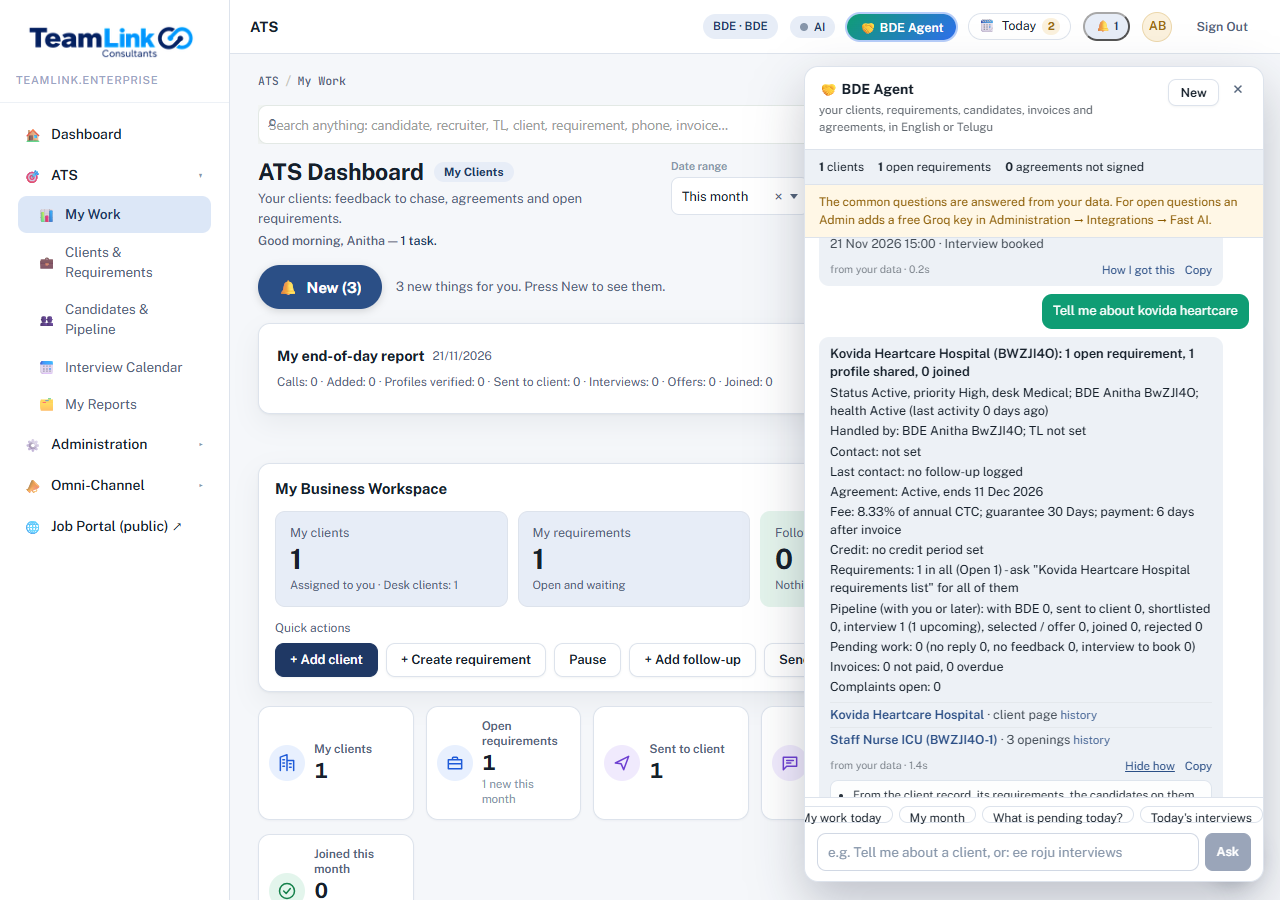 TeamLink
Consultants
TEAMLINK.ENTERPRISE
Dashboard
ATS
My Work
Clients &
Requirements
Candidates &
Pipeline
Interview Calendar
My Reports
Administration
Omni-Channel
Job Portal (public) ↗
ATS
BDE · BDE
AI
BDE Agent
Today 2
1
AB
Sign Out
ATS / My Work
Search anything: candidate, recruiter, TL, client, requirement, phone, invoice...
ATS Dashboard
My Clients
Your clients: feedback to chase, agreements and open
requirements.
Good morning, Anitha — 1 task.
Date range
This month × ▾
New (3)
3 new things for you. Press New to see them.
My end-of-day report 21/11/2026
Calls: 0 · Added: 0 · Profiles verified: 0 · Sent to client: 0 · Interviews: 0 · Offers: 0 · Joined: 0
My Business Workspace
My clients
1
Assigned to you · Desk clients: 1
My requirements
1
Open and waiting
Follo
0
Nothi
Quick actions
+ Add client
+ Create requirement
Pause
+ Add follow-up
Sen
My clients
1
Open
requirements
1
1 new this
month
Sent to client
1
Joined this
month
0
BDE Agent
New
×
your clients, requirements, candidates, invoices and
agreements, in English or Telugu
1 clients 1 open requirements 0 agreements not signed
The common questions are answered from your data. For open questions an
Admin adds a free Groq key in Administration → Integrations → Fast AI.
21 Nov 2026 15:00 · Interview booked
from your data · 0.2s
How I got this Copy
Tell me about kovida heartcare
Kovida Heartcare Hospital (BWZJI4O): 1 open requirement, 1
profile shared, 0 joined
Status Active, priority High, desk Medical; BDE Anitha BwZJI4O;
health Active (last activity 0 days ago)
Handled by: BDE Anitha BwZJI4O; TL not set
Contact: not set
Last contact: no follow-up logged
Agreement: Active, ends 11 Dec 2026
Fee: 8.33% of annual CTC; guarantee 30 Days; payment: 6 days
after invoice
Credit: no credit period set
Requirements: 1 in all (Open 1) - ask "Kovida Heartcare Hospital
requirements list" for all of them
Pipeline (with you or later): with BDE 0, sent to client 0, shortlisted
0, interview 1 (1 upcoming), selected / offer 0, joined 0, rejected 0
Pending work: 0 (no reply 0, no feedback 0, interview to book 0)
Invoices: 0 not paid, 0 overdue
Complaints open: 0
Kovida Heartcare Hospital · client page history
Staff Nurse ICU (BWZJI4O-1) · 3 openings history
from your data · 1.4s
Hide how Copy
• From the client record, its requirements, the candidates on them
My work today
My month
What is pending today?
Today's interviews
e.g. Tell me about a client, or: ee roju interviews
Ask